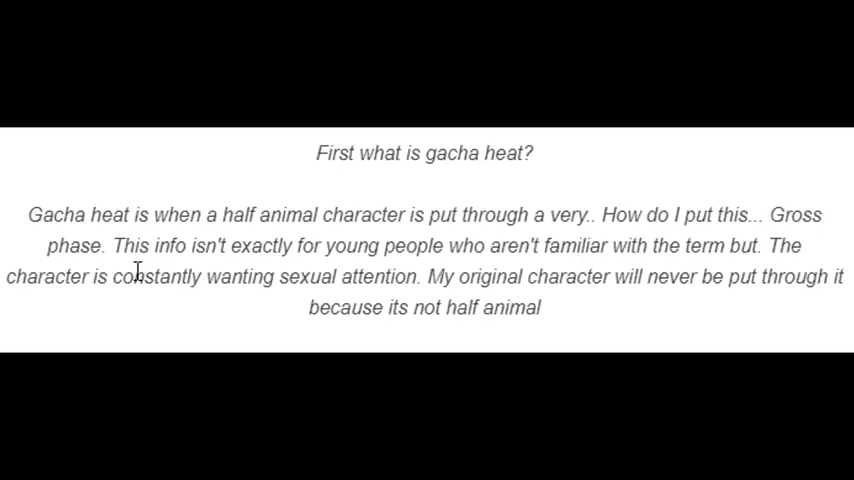 First what is gacha heat?
Gacha heat is when a half animal character is put through a very.. How do I put this... Gross
phase. This info isn't exactly for young people who aren't familiar with the term but. The
character is constantly wanting sexual attention. My original character will never be put through it
because its not half animal